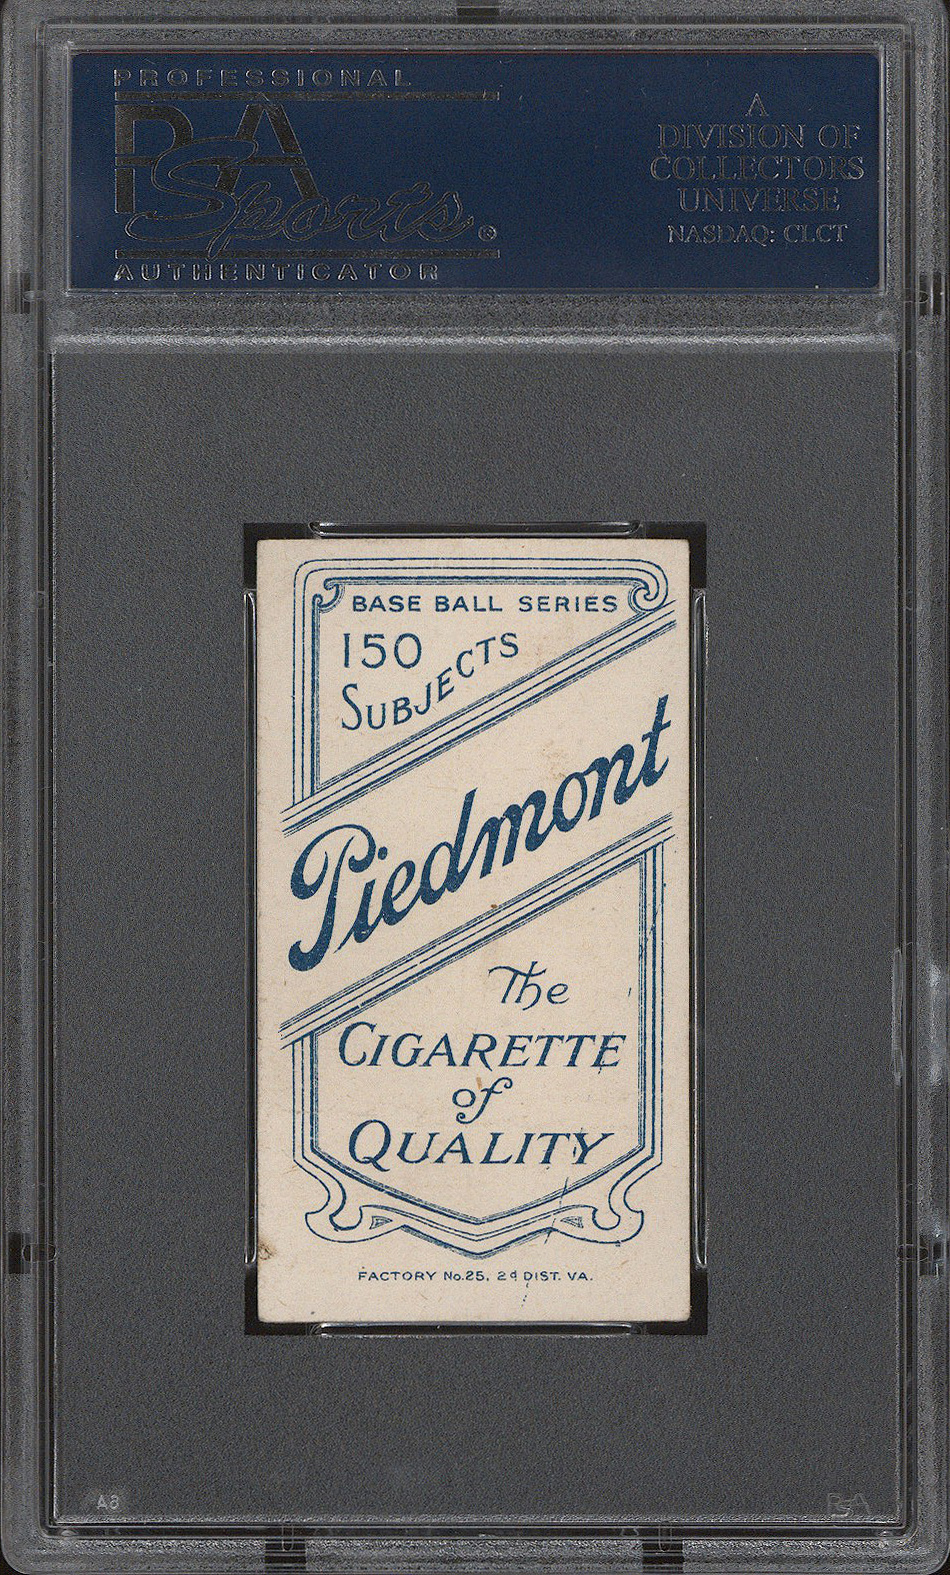 PROFESSIONAL
PSA
Sports®
AUTHENTICATOR
A
DIVISION OF
COLLECTORS
UNIVERSE
NASDAQ: CLCT
BASE BALL SERIES
150
SUBJECTS
Piedmont
The
CIGARETTE
of
QUALITY
FACTORY No.25, 2d DIST. VA.
PSA